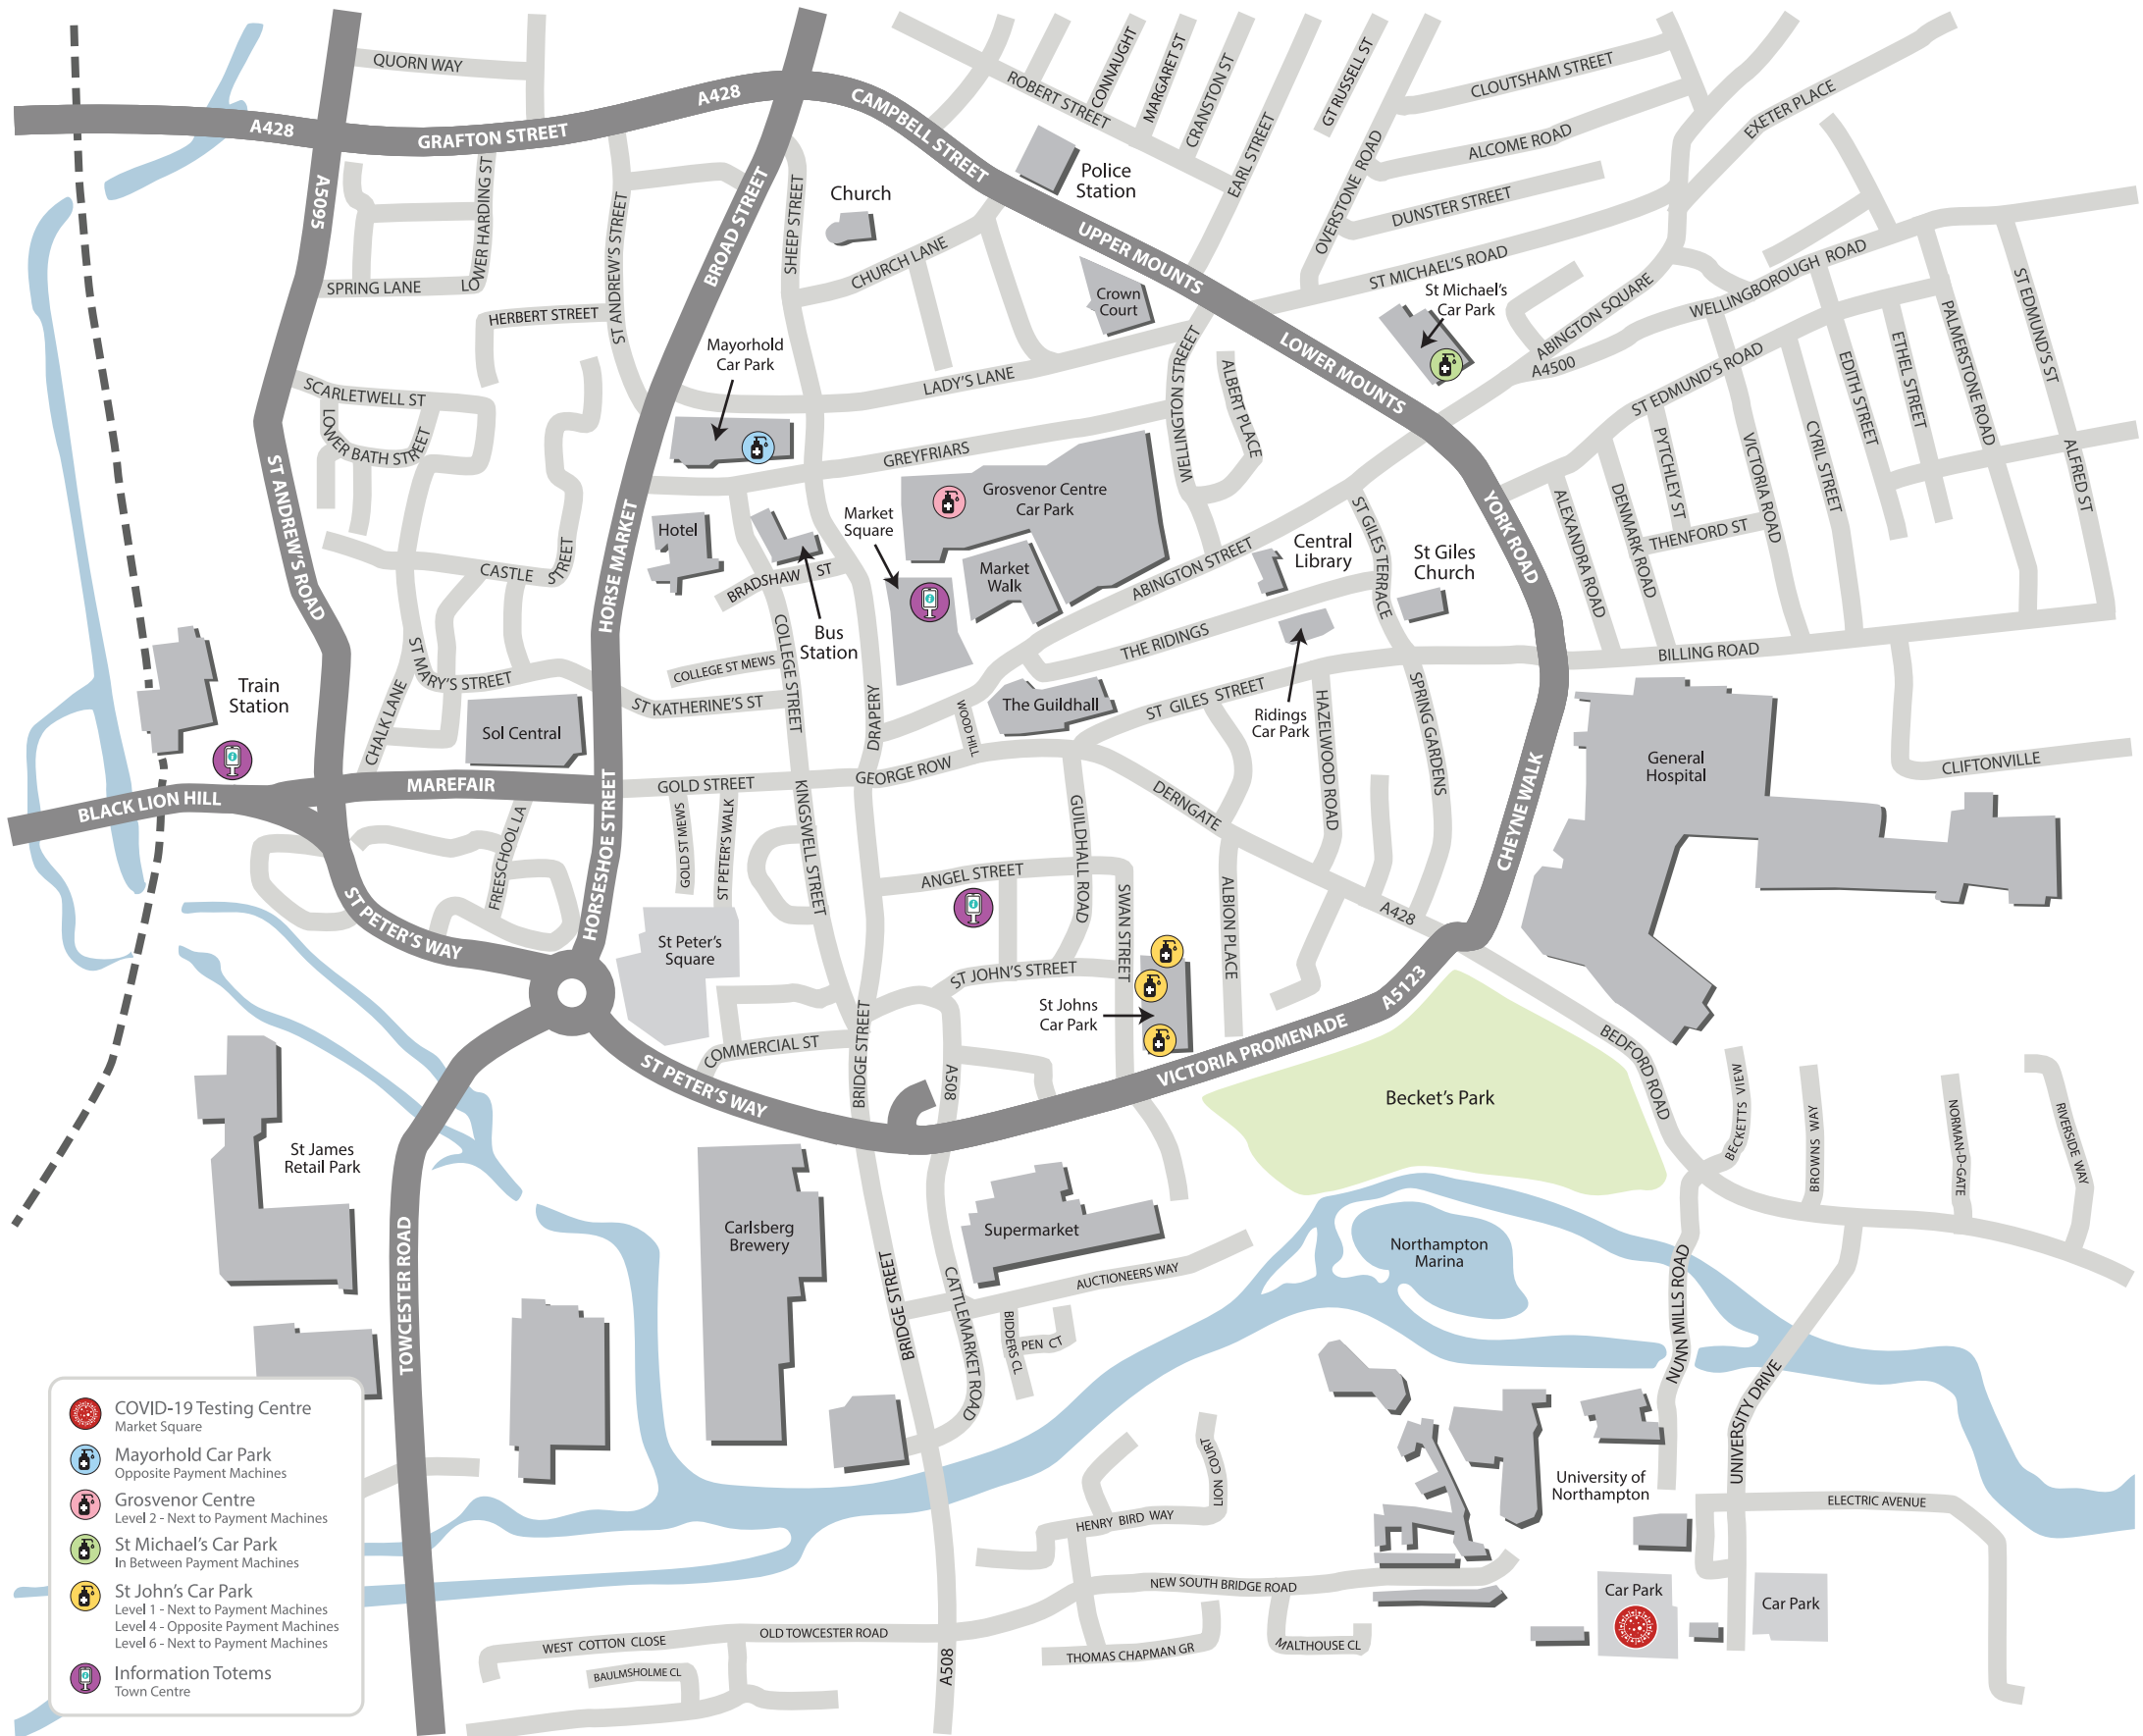 QUORN WAY
A428
CAMPBELL STREET
ROBERT STREET
CONNAUGHT
MARGARET ST
CRANSTON ST
EARL STREET
GT RUSSELL ST
CLOUTSHAM STREET
EXETER PLACE
A428
GRAFTON STREET
OVERSTONE ROAD
ALCOME ROAD
DUNSTER STREET
A5095
LOWER HARDING ST
ST ANDREW'S STREET
BROAD STREET
SHEEP STREET
Church
CHURCH LANE
Police
Station
UPPER MOUNTS
ST MICHAEL'S ROAD
WELLINGBOROUGH ROAD
SPRING LANE
LO
HERBERT STREET
Crown
Court
St Michael's
Car Park
ABINGTON SQUARE
A4500
ST EDMUND'S ROAD
PALMERSTONE ROAD
ST EDMUND'S ST
Mayorhold
Car Park
LADY'S LANE
LOWER MOUNTS
WELLINGTON STREEET
ALBERT PLACE
EDITH STREET
ETHEL STREET
SCARLETWELL ST
LOWER BATH STREET
GREYFRIARS
PYTCHLEY ST
VICTORIA ROAD
CYRIL STREET
ALFRED ST
ST ANDREW'S ROAD
HORSE MARKET
Hotel
Market
Square
Grosvenor Centre
Car Park
ST GILES TERRACE
YORK ROAD
ALEXANDRA ROAD
DENMARK ROAD
THENFORD ST
CASTLE
STREET
BRADSHAW ST
Market
Walk
ABINGTON STREET
Central
Library
St Giles
Church
Bus
Station
COLLEGE STREET
COLLEGE ST MEWS
THE RIDINGS
BILLING ROAD
Train
Station
ST MARY'S STREET
CHALK LANE
ST KATHERINE'S ST
DRAPERY
WOOD HILL
The Guildhall
ST GILES STREET
Ridings
Car Park
HAZELWOOD ROAD
SPRING GARDENS
Sol Central
General
Hospital
CLIFTONVILLE
BLACK LION HILL
MAREFAIR
GOLD STREET
GEORGE ROW
DERNGATE
CHEYNE WALK
HORSESHOE STREET
FREESCHOOL LA
GOLD ST MEWS
ST PETER'S WALK
KINGSWELL STREET
GUILDHALL ROAD
ANGEL STREET
SWAN STREET
ALBION PLACE
A428
ST PETER'S WAY
St Peter's
Square
ST JOHN'S STREET
St Johns
Car Park
A5123
VICTORIA PROMENADE
COMMERCIAL ST
BRIDGE STREET
A508
ST PETER'S WAY
Becket's Park
BEDFORD ROAD
BECKETTS VIEW
BROWNS WAY
NORMAN-D-GATE
RIVERSIDE WAY
St James
Retail Park
TOWCESTER ROAD
Carlsberg
Brewery
Supermarket
Northampton
Marina
BRIDGE STREET
CATTLEMARKET ROAD
AUCTIONEERS WAY
BIDDERS CL
PEN CT
NUNN MILLS ROAD
UNIVERSITY DRIVE
University of
Northampton
ELECTRIC AVENUE
LION COURT
HENRY BIRD WAY
NEW SOUTH BRIDGE ROAD
Car Park
Car Park
WEST COTTON CLOSE
OLD TOWCESTER ROAD
BAULMSHOLME CL
THOMAS CHAPMAN GR
MALTHOUSE CL
A508
COVID-19 Testing Centre
Market Square
Mayorhold Car Park
Opposite Payment Machines
Grosvenor Centre
Level 2 - Next to Payment Machines
St Michael's Car Park
In Between Payment Machines
St John's Car Park
Level 1 - Next to Payment Machines
Level 4 - Opposite Payment Machines
Level 6 - Next to Payment Machines
Information Totems
Town Centre